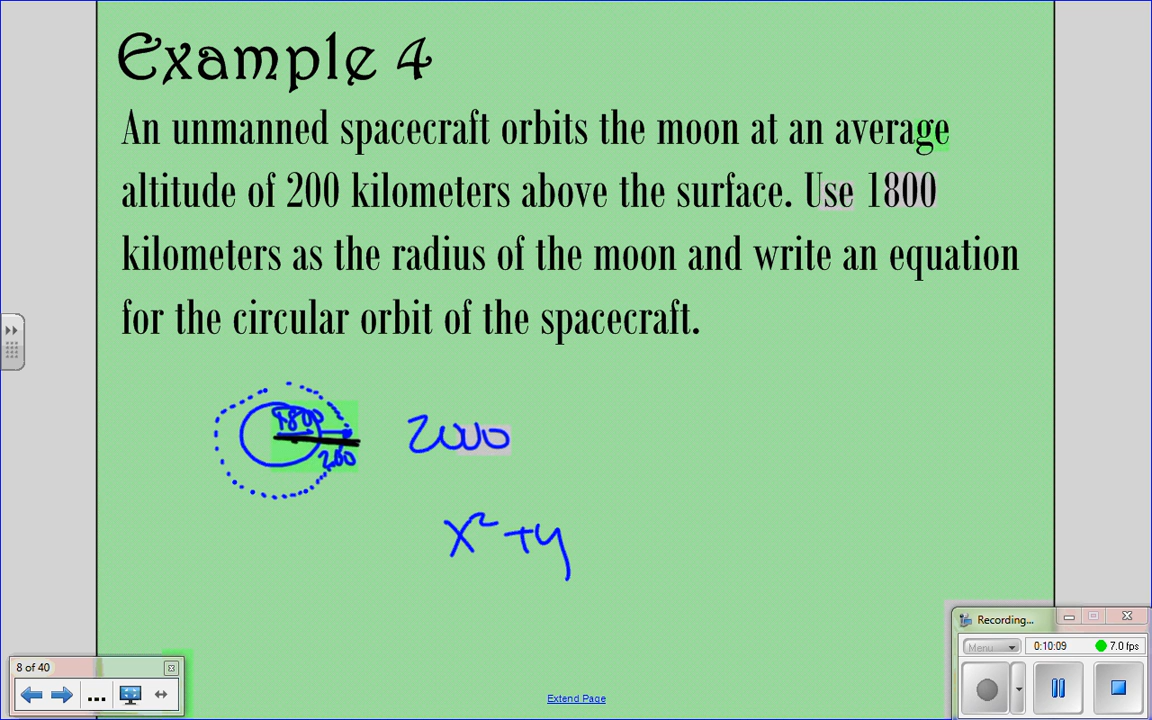 Example 4
An unmanned spacecraft orbits the moon at an average
altitude of 200 kilometers above the surface. Use 1800
kilometers as the radius of the moon and write an equation
for the circular orbit of the spacecraft.
1800
200
2000
x² + y
Recording...
Menu
0:10:09
7.0 fps
8 of 40
...
Extend Page